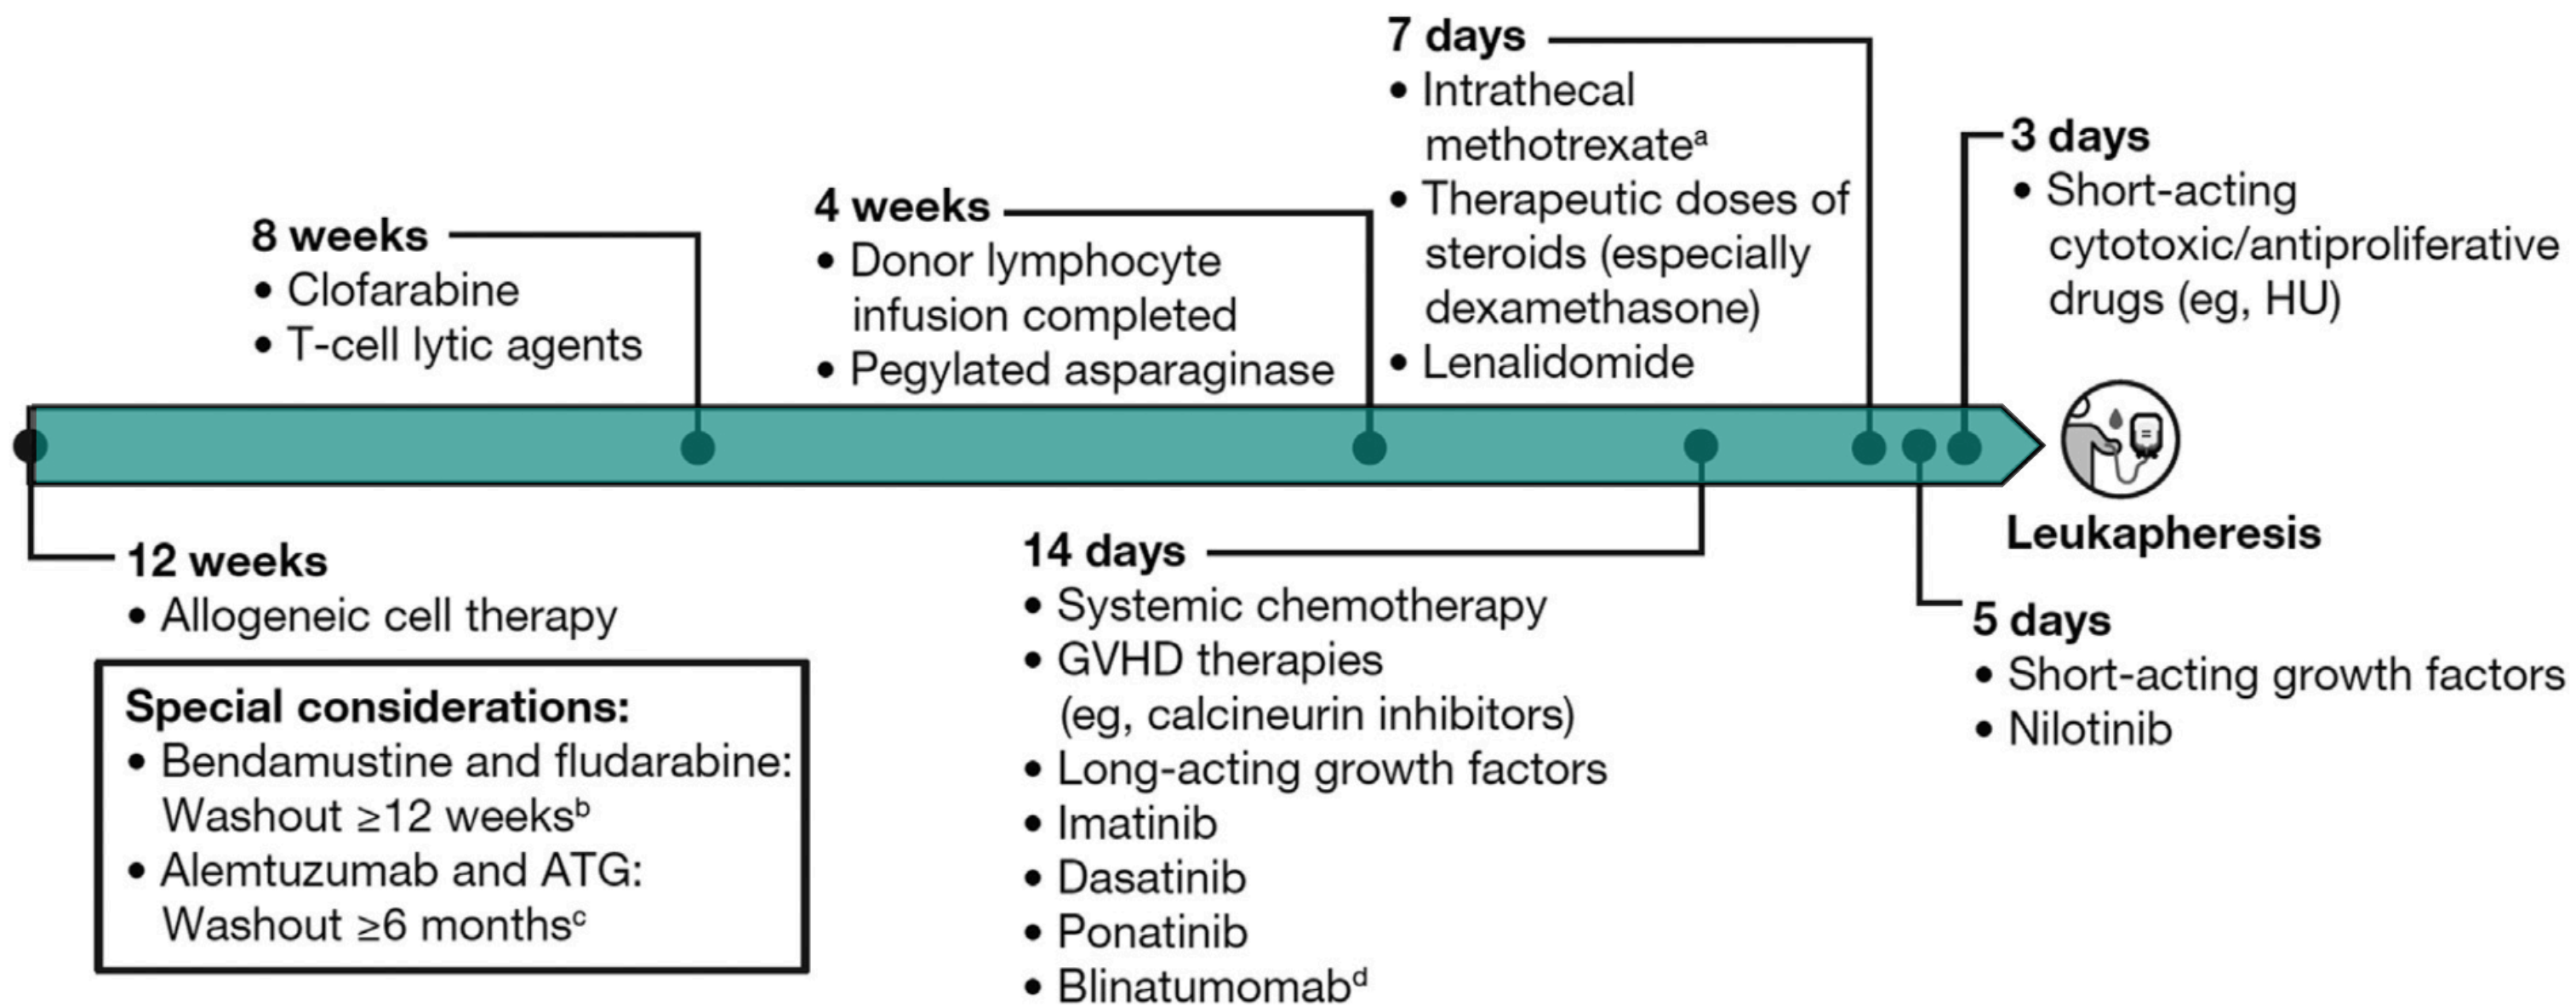 7 days
• Intrathecal
methotrexateᵃ
• Therapeutic doses of
steroids (especially
dexamethasone)
• Lenalidomide
3 days
• Short-acting
cytotoxic/antiproliferative
drugs (eg, HU)
4 weeks
• Donor lymphocyte
infusion completed
• Pegylated asparaginase
8 weeks
• Clofarabine
• T-cell lytic agents
Leukapheresis
12 weeks
• Allogeneic cell therapy
Special considerations:
• Bendamustine and fludarabine:
Washout ≥12 weeksᵇ
• Alemtuzumab and ATG:
Washout ≥6 monthsᶜ
14 days
• Systemic chemotherapy
• GVHD therapies
(eg, calcineurin inhibitors)
• Long-acting growth factors
• Imatinib
• Dasatinib
• Ponatinib
• Blinatumomabᵈ
5 days
• Short-acting growth factors
• Nilotinib